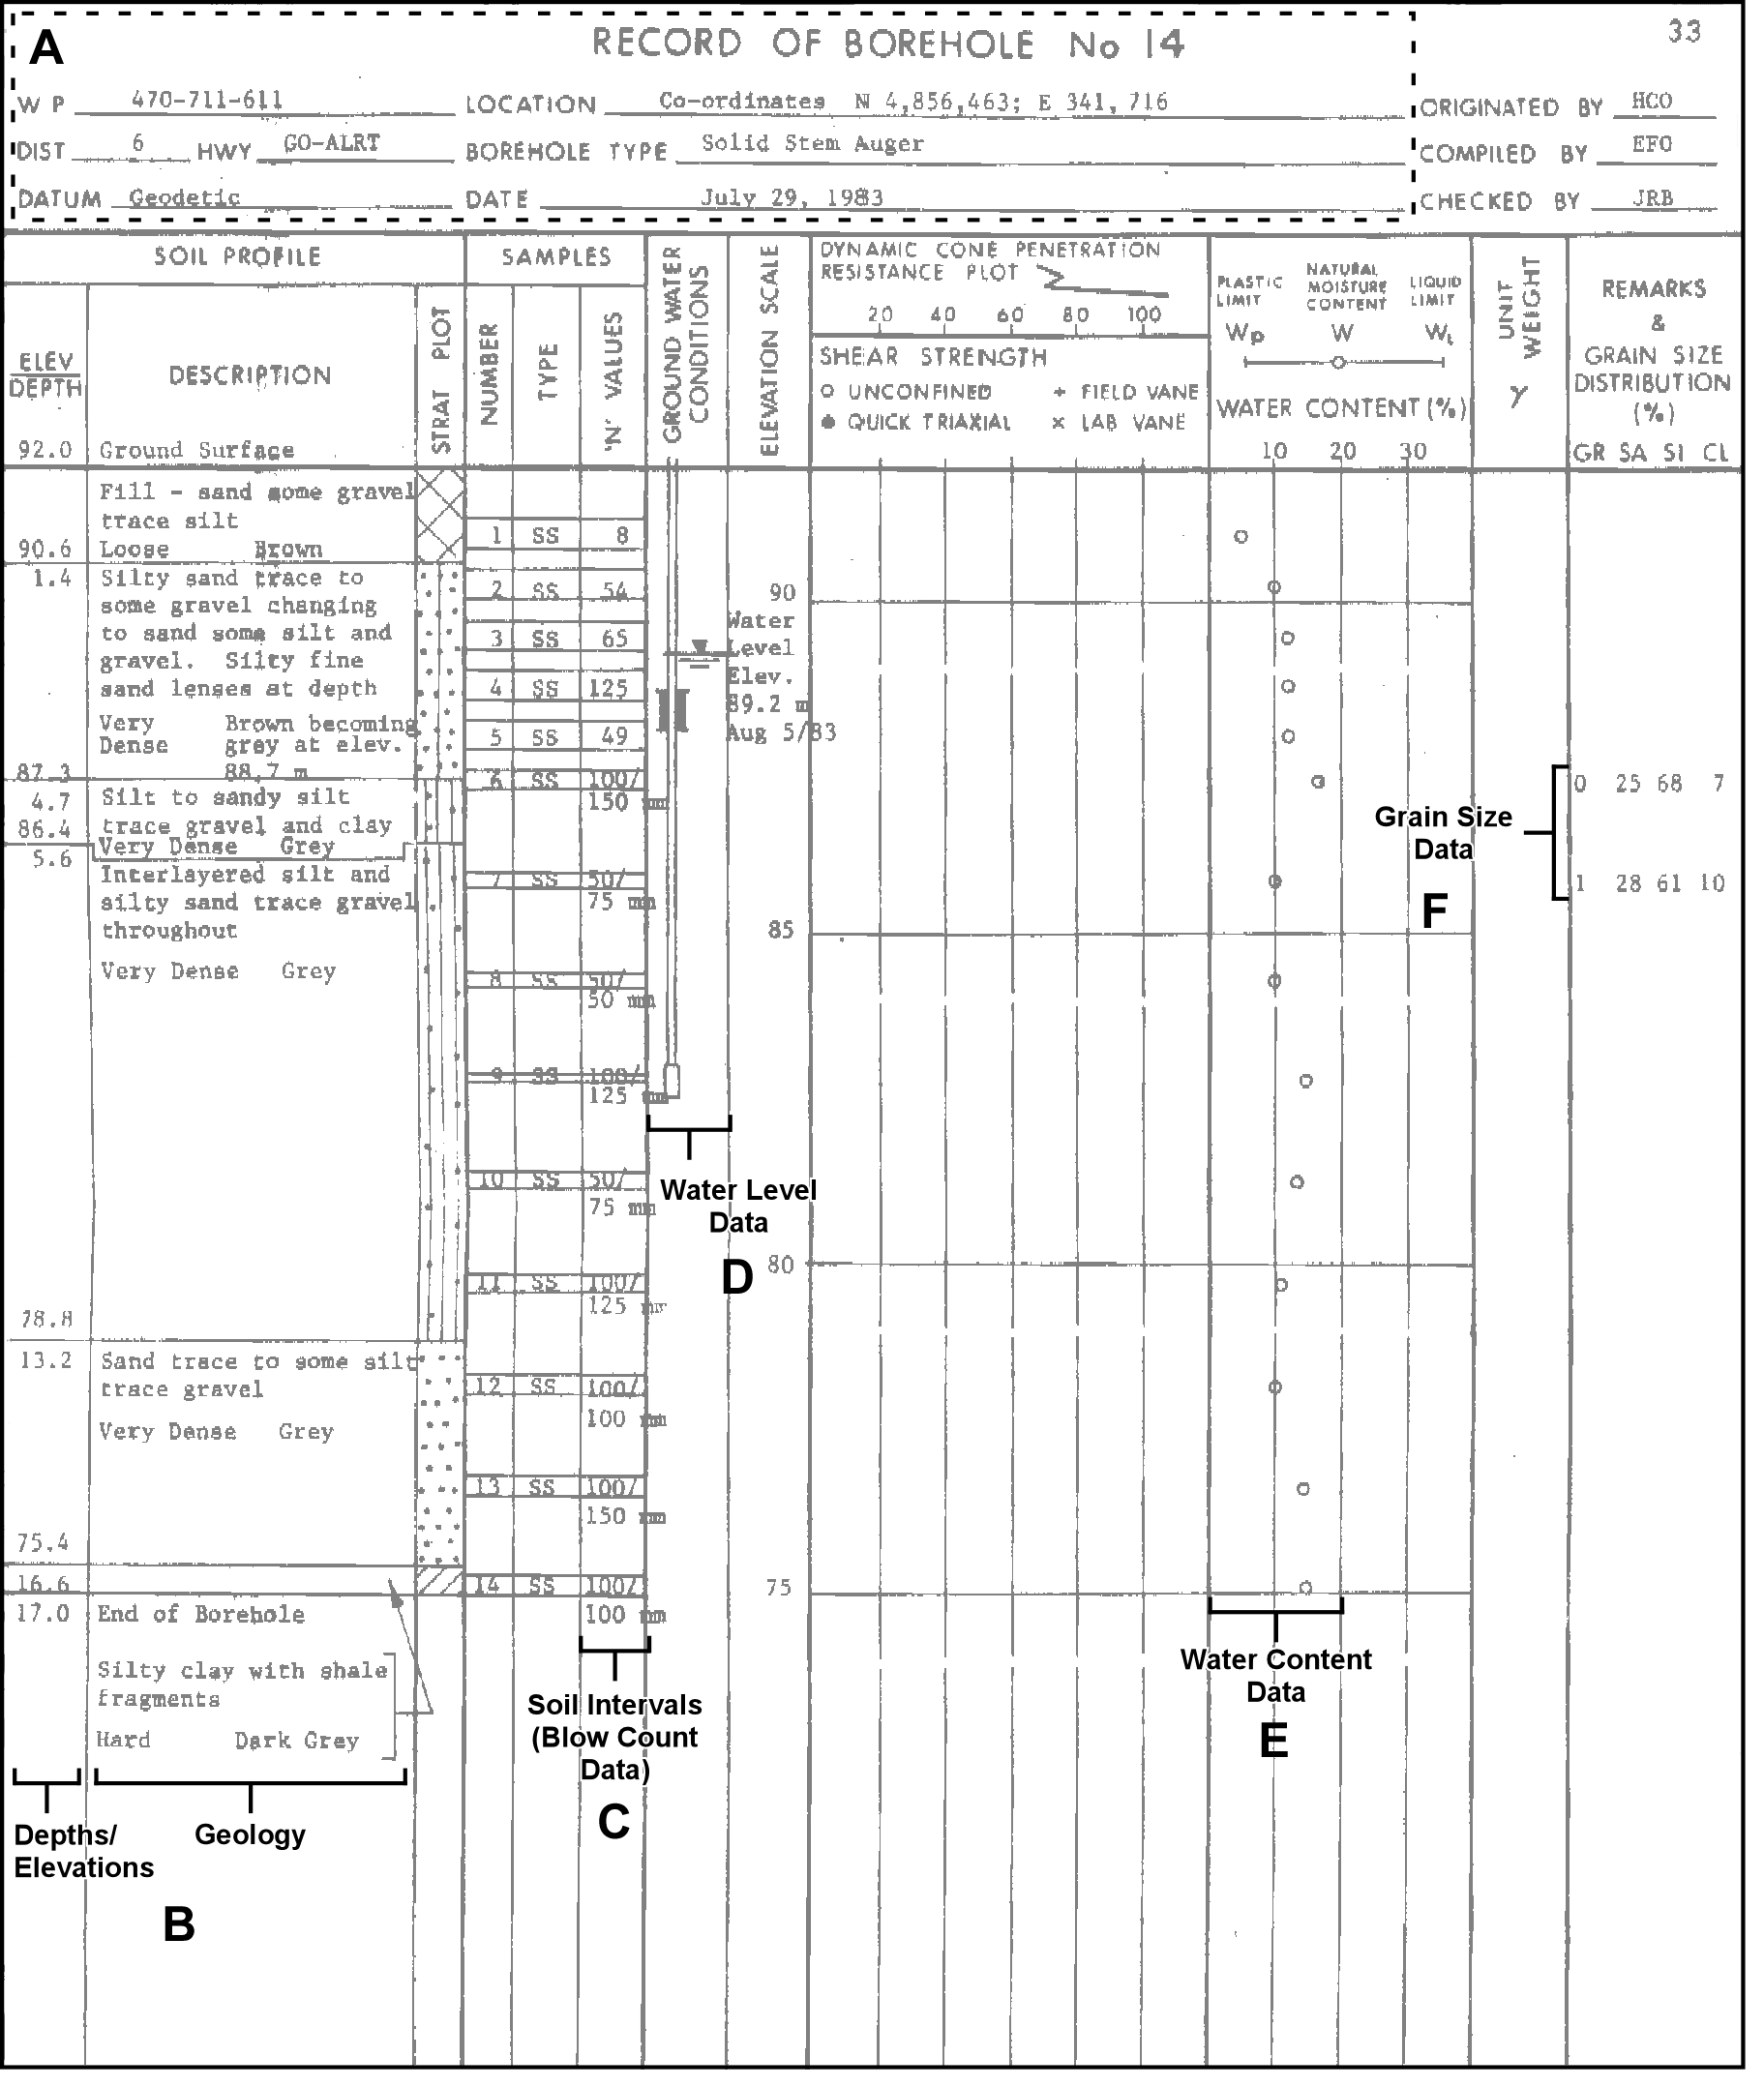 A
RECORD OF BOREHOLE No 14
33
W P 470-711-611 LOCATION Co-ordinates N 4,856,463; E 341,716 ORIGINATED BY HCO
DIST 6 HWY GO-ALRT BOREHOLE TYPE Solid Stem Auger COMPILED BY EFO
DATUM Geodetic DATE July 29, 1983 CHECKED BY JRB
SOIL PROFILE
ELEV
DEPTH
DESCRIPTION
STRAT PLOT
SAMPLES
NUMBER
TYPE
'N' VALUES
GROUND WATER
CONDITIONS
ELEVATION SCALE
DYNAMIC CONE PENETRATION
RESISTANCE PLOT
20 40 60 80 100
SHEAR STRENGTH
UNCONFINED + FIELD VANE
QUICK TRIAXIAL x LAB VANE
PLASTIC
LIMIT
Wp
NATURAL
MOISTURE
CONTENT
W
LIQUID
LIMIT
WL
WATER CONTENT (%)
10 20 30
UNIT
WEIGHT
γ
REMARKS
&
GRAIN SIZE
DISTRIBUTION
(%)
GR SA SI CL
92.0 Ground Surface
Fill - sand some gravel
trace silt
90.6 Loose Brown
1.4 Silty sand trace to
some gravel changing
to sand some silt and
gravel. Silty fine
sand lenses at depth
Very Brown becoming
Dense grey at elev.
87.3 88.7 m
4.7 Silt to sandy silt
86.4 trace gravel and clay
Very Dense Grey
5.6 Interlayered silt and
silty sand trace gravel
throughout
Very Dense Grey
78.8
13.2 Sand trace to some silt
trace gravel
Very Dense Grey
75.4
16.6
17.0 End of Borehole
Silty clay with shale
fragments
Hard Dark Grey
1 SS 8
2 SS 54
3 SS 65
4 SS 125
5 SS 49
6 SS 100/
150 mm
7 SS 50/
75 mm
8 SS 50/
50 mm
9 SS 100/
125 mm
10 SS 50/
75 mm
11 SS 100/
125 mm
12 SS 100/
100 mm
13 SS 100/
150 mm
14 SS 100/
100 mm
90
Water
Level
Elev.
89.2 m
Aug 5/83
85
80
75
0 25 68 7
1 28 61 10
Grain Size
Data
F
Water Level
Data
D
Water Content
Data
E
Soil Intervals
(Blow Count
Data)
C
Depths/
Elevations
Geology
B